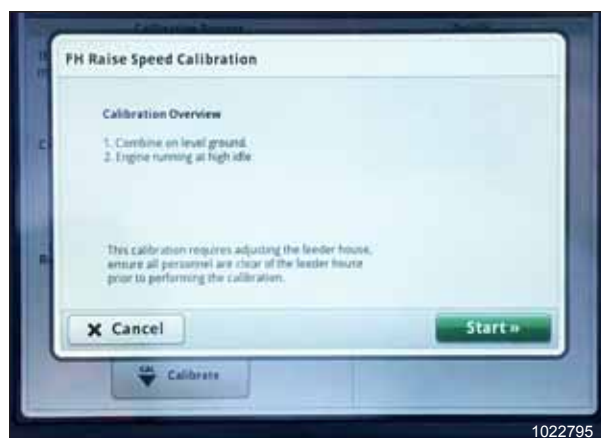 FH Raise Speed Calibration
Calibration Overview
1. Combine on level ground.
2. Engine running at high idle
This calibration requires adjusting the feeder house,
ensure all personnel are clear of the feeder house
prior to performing the calibration.
Cancel
Start »
CAL
Calibrate
1022795